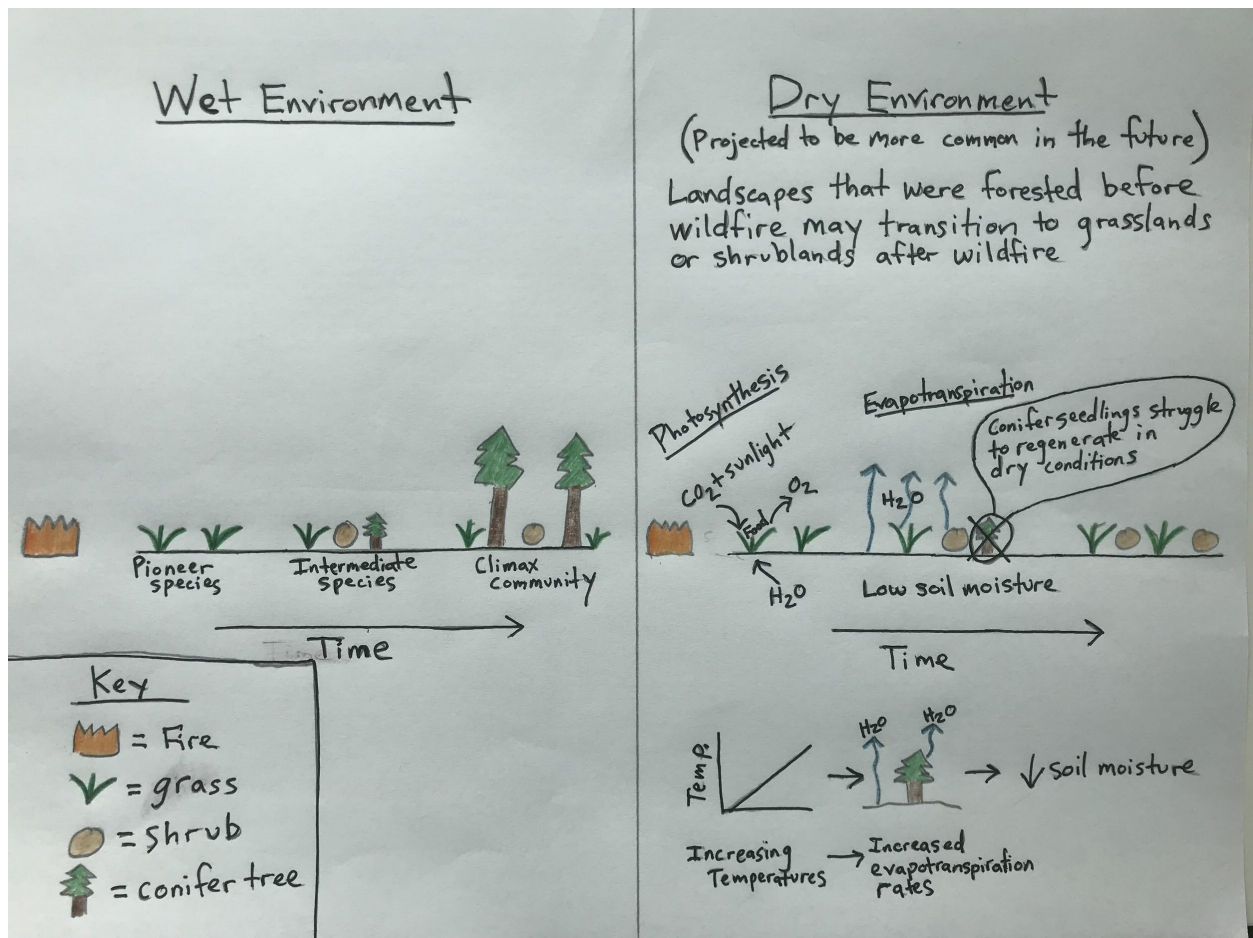 Wet Environment
Pioneer
species
Intermediate
species
Climax
community
Time
Key
= Fire
= grass
= shrub
= conifer tree
Dry Environment
(Projected to be more common in the future)
Landscapes that were forested before
wildfire may transition to grasslands
or shrublands after wildfire
Photosynthesis
CO2 + sunlight
Food
O2
H2O
Evapotranspiration
H2O
Conifer seedlings struggle
to regenerate in
dry conditions
Low soil moisture
Time
Temp.
H2O
H2O
↓ soil moisture
Increasing
Temperatures
Increased
evapotranspiration
rates